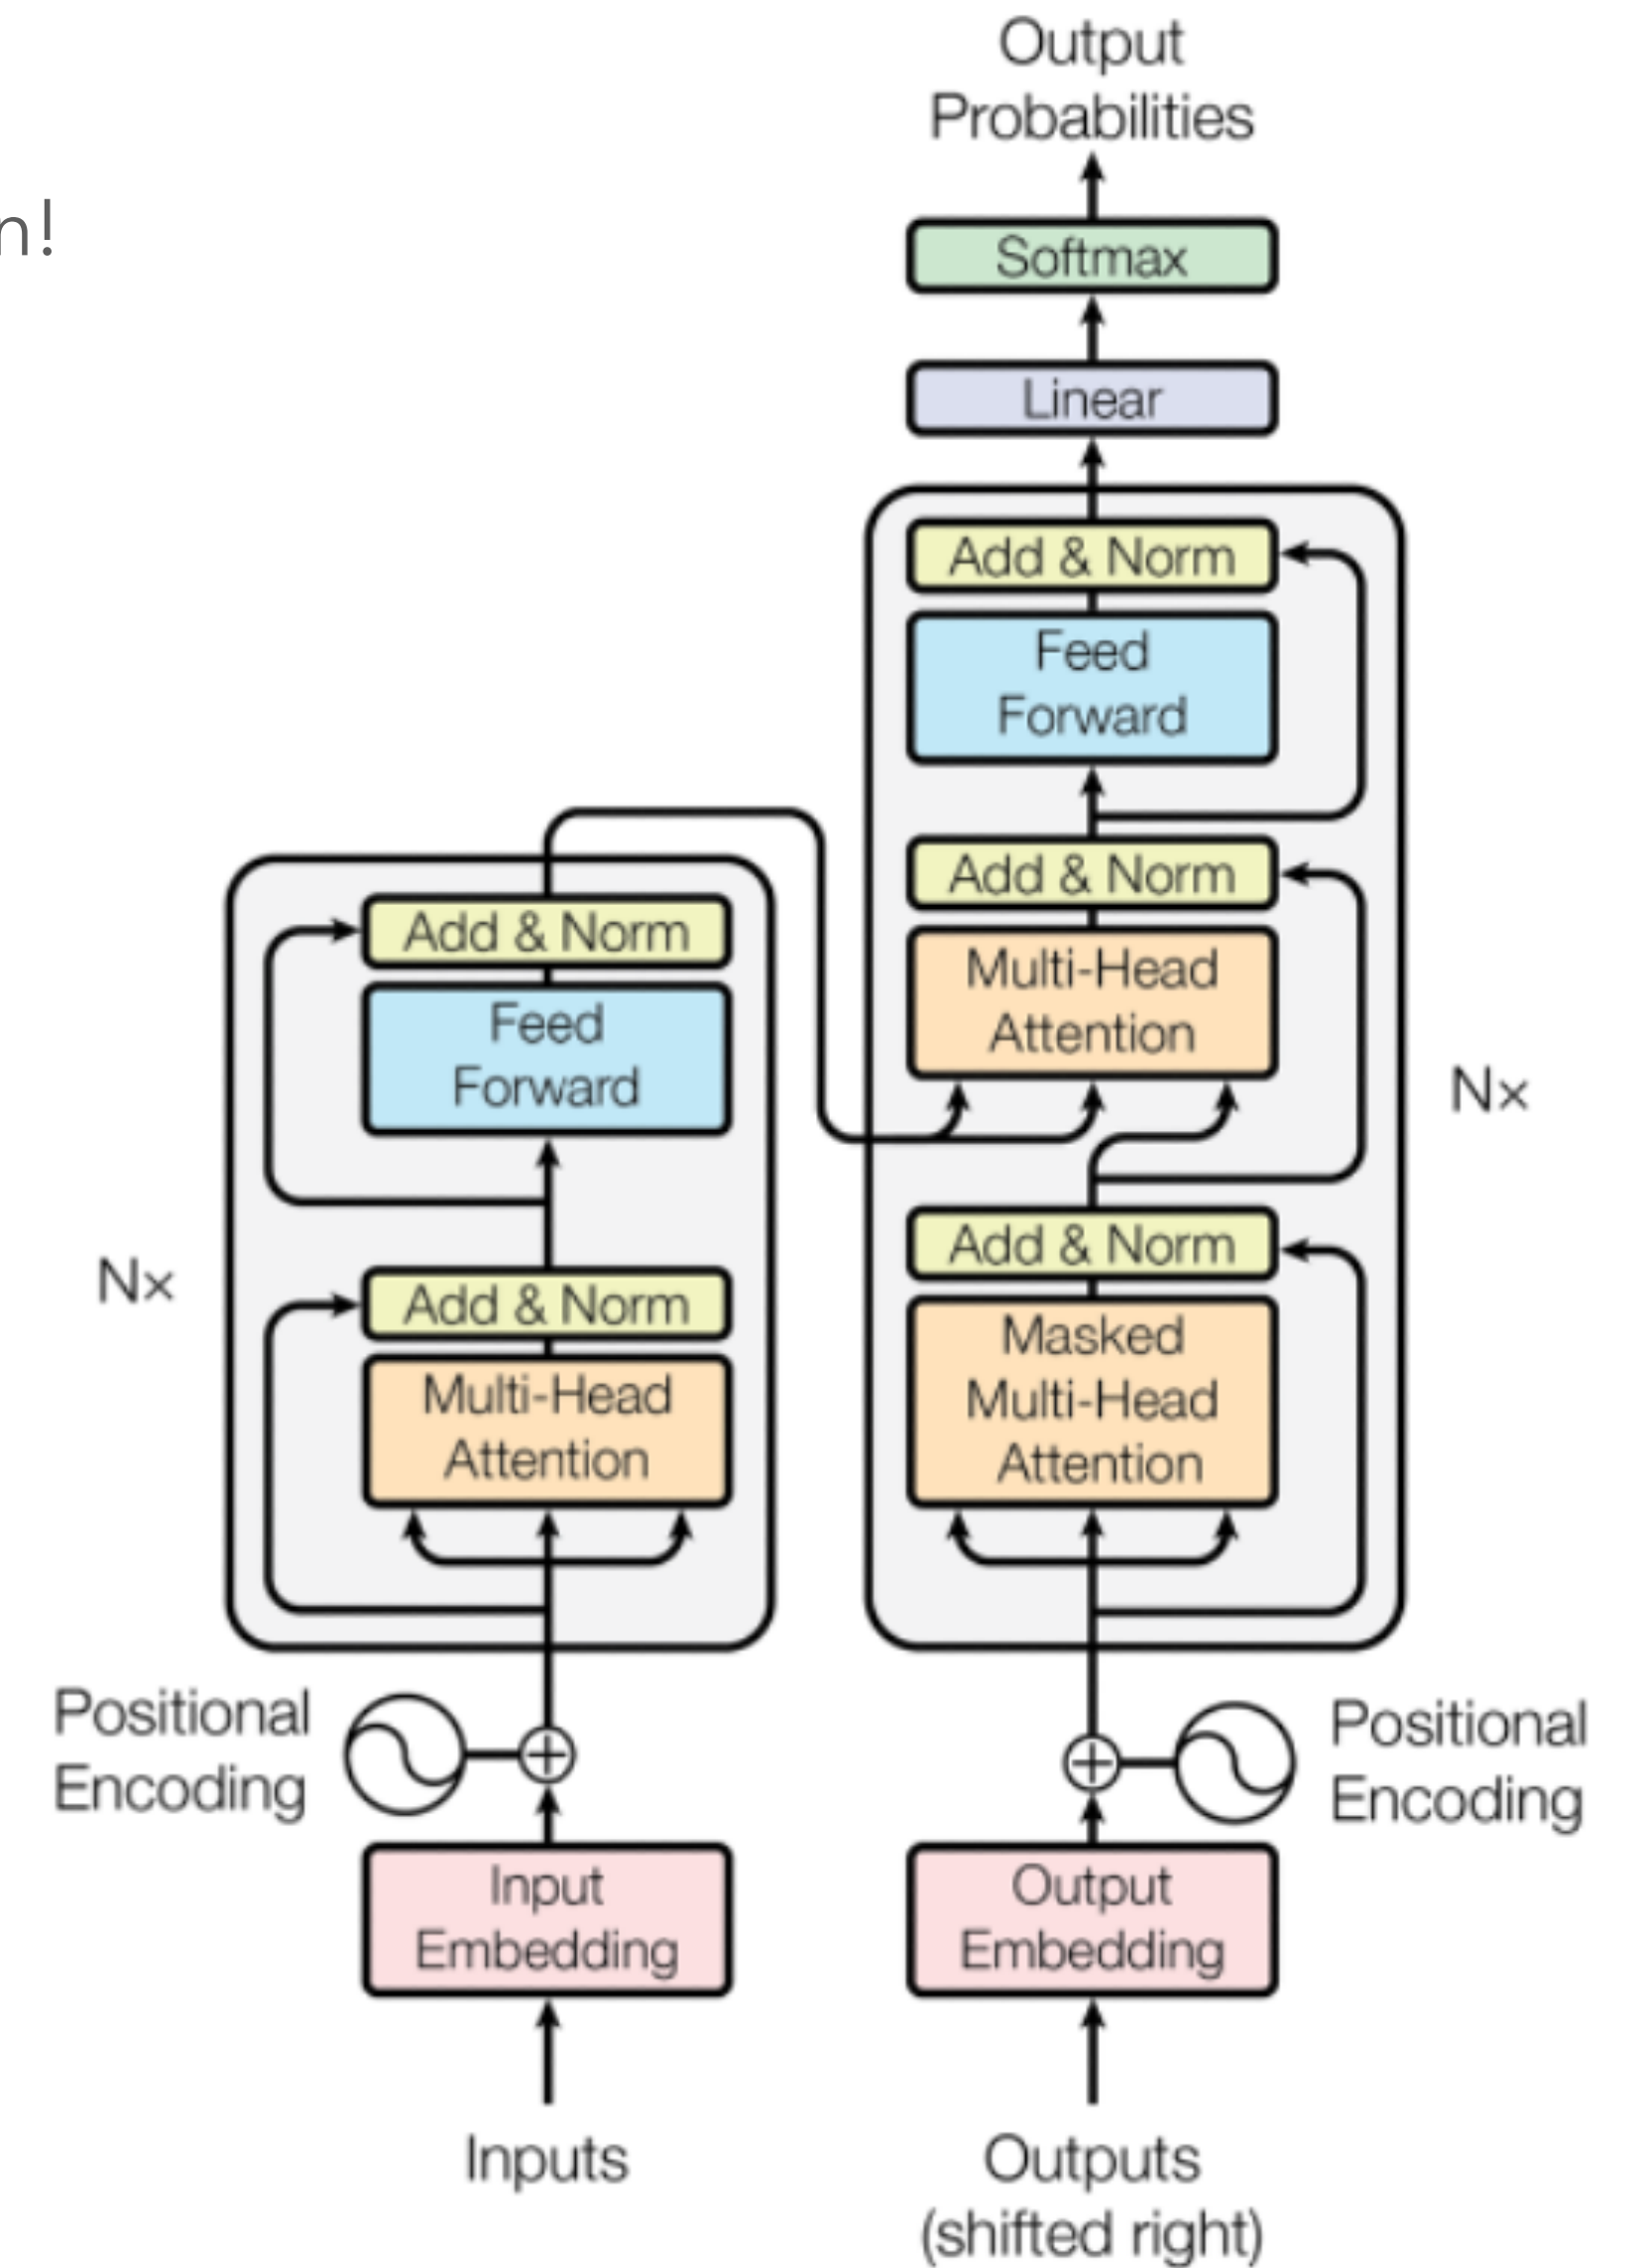 n!
Output
Probabilities
Softmax
Linear
Add & Norm
Feed
Forward
Add & Norm
Multi-Head
Attention
Nx
Add & Norm
Masked
Multi-Head
Attention
Add & Norm
Feed
Forward
Nx
Add & Norm
Multi-Head
Attention
Positional
Encoding
Positional
Encoding
Input
Embedding
Output
Embedding
Inputs
Outputs
(shifted right)